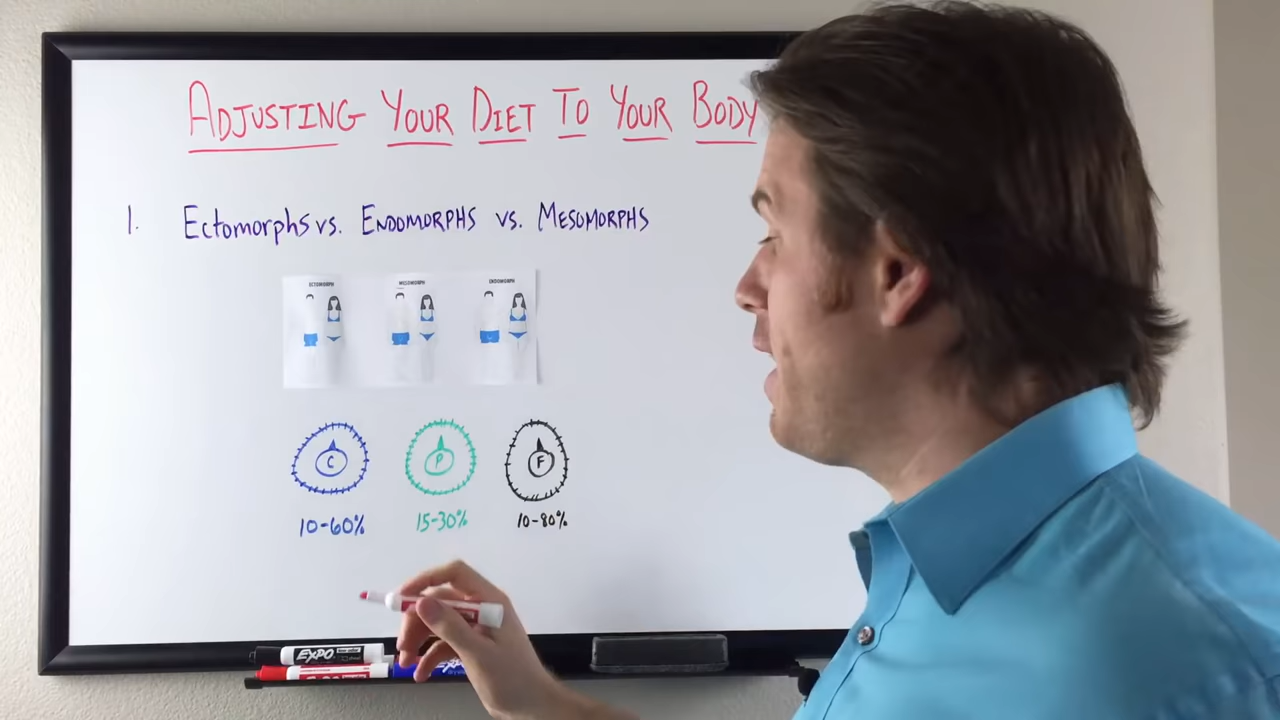 ADJUSTING YOUR DIET TO YOUR BODY
1. Ectomorphs vs. ENDOMORPHS vs. MESOMORPHS
ECTOMORPH MESOMORPH ENDOMORPH
C P F
10-60% 15-30% 10-80%
EXPO